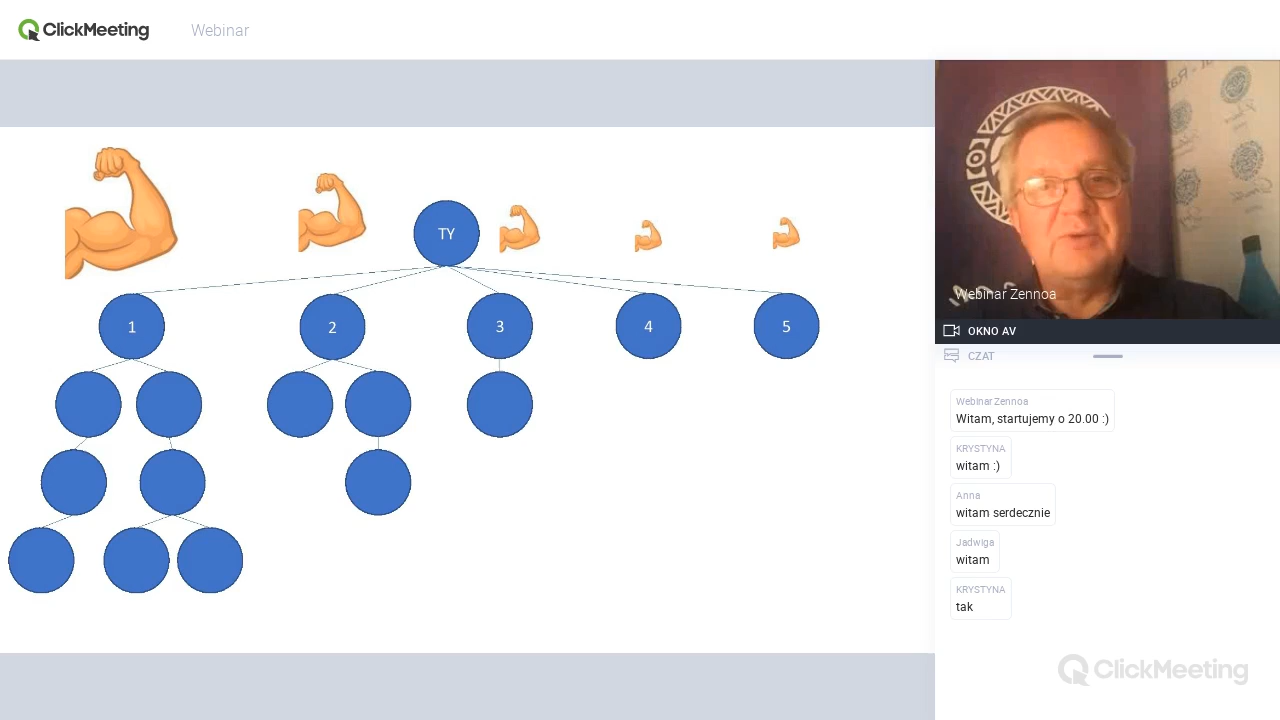 ClickMeeting
Webinar
TY
1
2
3
4
5
Webinar Zennoa
OKNO AV
CZAT
Webinar Zennoa
Witam, startujemy o 20.00 :)
KRYSTYNA
witam :)
Anna
witam serdecznie
Jadwiga
witam
KRYSTYNA
tak
ClickMeeting